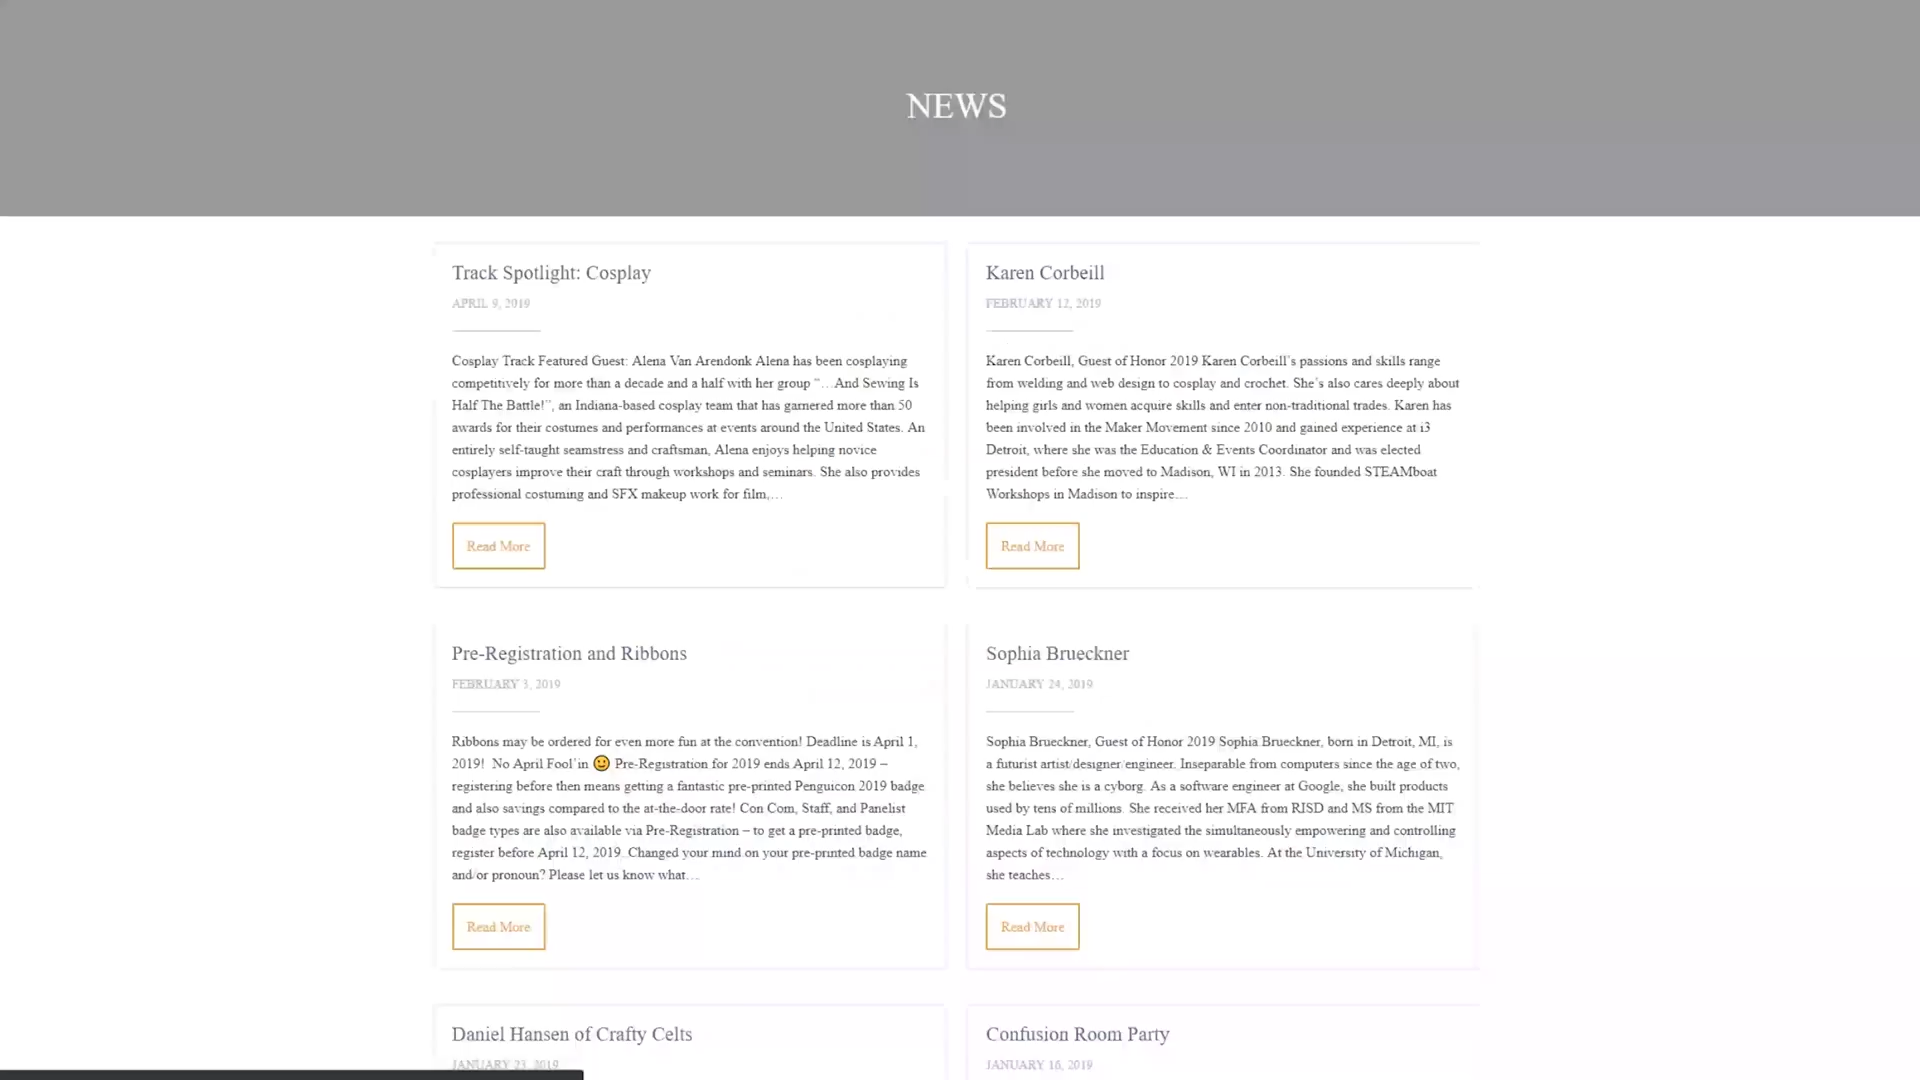 NEWS
Track Spotlight: Cosplay
APRIL 9, 2019
Cosplay Track Featured Guest: Alena Van Arendonk Alena has been cosplaying
competitively for more than a decade and a half with her group “…And Sewing Is
Half The Battle!”, an Indiana-based cosplay team that has garnered more than 50
awards for their costumes and performances at events around the United States. An
entirely self-taught seamstress and craftsman, Alena enjoys helping novice
cosplayers improve their craft through workshops and seminars. She also provides
professional costuming and SFX makeup work for film,…
Read More
Karen Corbeill
FEBRUARY 12, 2019
Karen Corbeill, Guest of Honor 2019 Karen Corbeill’s passions and skills range
from welding and web design to cosplay and crochet. She’s also cares deeply about
helping girls and women acquire skills and enter non-traditional trades. Karen has
been involved in the Maker Movement since 2010 and gained experience at i3
Detroit, where she was the Education & Events Coordinator and was elected
president before she moved to Madison, WI in 2013. She founded STEAMboat
Workshops in Madison to inspire…
Read More
Pre-Registration and Ribbons
FEBRUARY 3, 2019
Ribbons may be ordered for even more fun at the convention! Deadline is April 1,
2019! No April Fool’in 🙂 Pre-Registration for 2019 ends April 12, 2019 –
registering before then means getting a fantastic pre-printed Penguicon 2019 badge
and also savings compared to the at-the-door rate! Con Com, Staff, and Panelist
badge types are also available via Pre-Registration – to get a pre-printed badge,
register before April 12, 2019. Changed your mind on your pre-printed badge name
and/or pronoun? Please let us know what…
Read More
Sophia Brueckner
JANUARY 24, 2019
Sophia Brueckner, Guest of Honor 2019 Sophia Brueckner, born in Detroit, MI, is
a futurist artist/designer/engineer. Inseparable from computers since the age of two,
she believes she is a cyborg. As a software engineer at Google, she built products
used by tens of millions. She received her MFA from RISD and MS from the MIT
Media Lab where she investigated the simultaneously empowering and controlling
aspects of technology with a focus on wearables. At the University of Michigan,
she teaches…
Read More
Daniel Hansen of Crafty Celts
JANUARY 23, 2019
Confusion Room Party
JANUARY 16, 2019